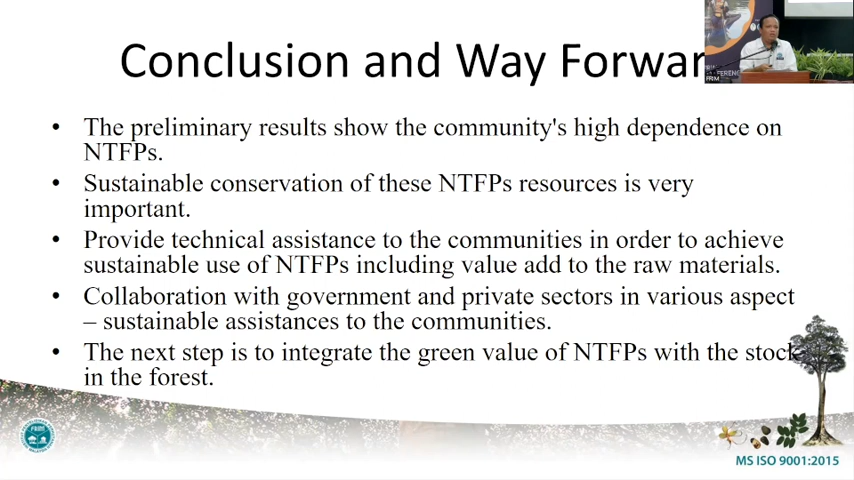 Conclusion and Way Forwar
FERENC
FRIM
• The preliminary results show the community's high dependence on
NTFPs.
• Sustainable conservation of these NTFPs resources is very
important.
• Provide technical assistance to the communities in order to achieve
sustainable use of NTFPs including value add to the raw materials.
• Collaboration with government and private sectors in various aspect
– sustainable assistances to the communities.
• The next step is to integrate the green value of NTFPs with the stock
in the forest.
FRIM
MS ISO 9001:2015